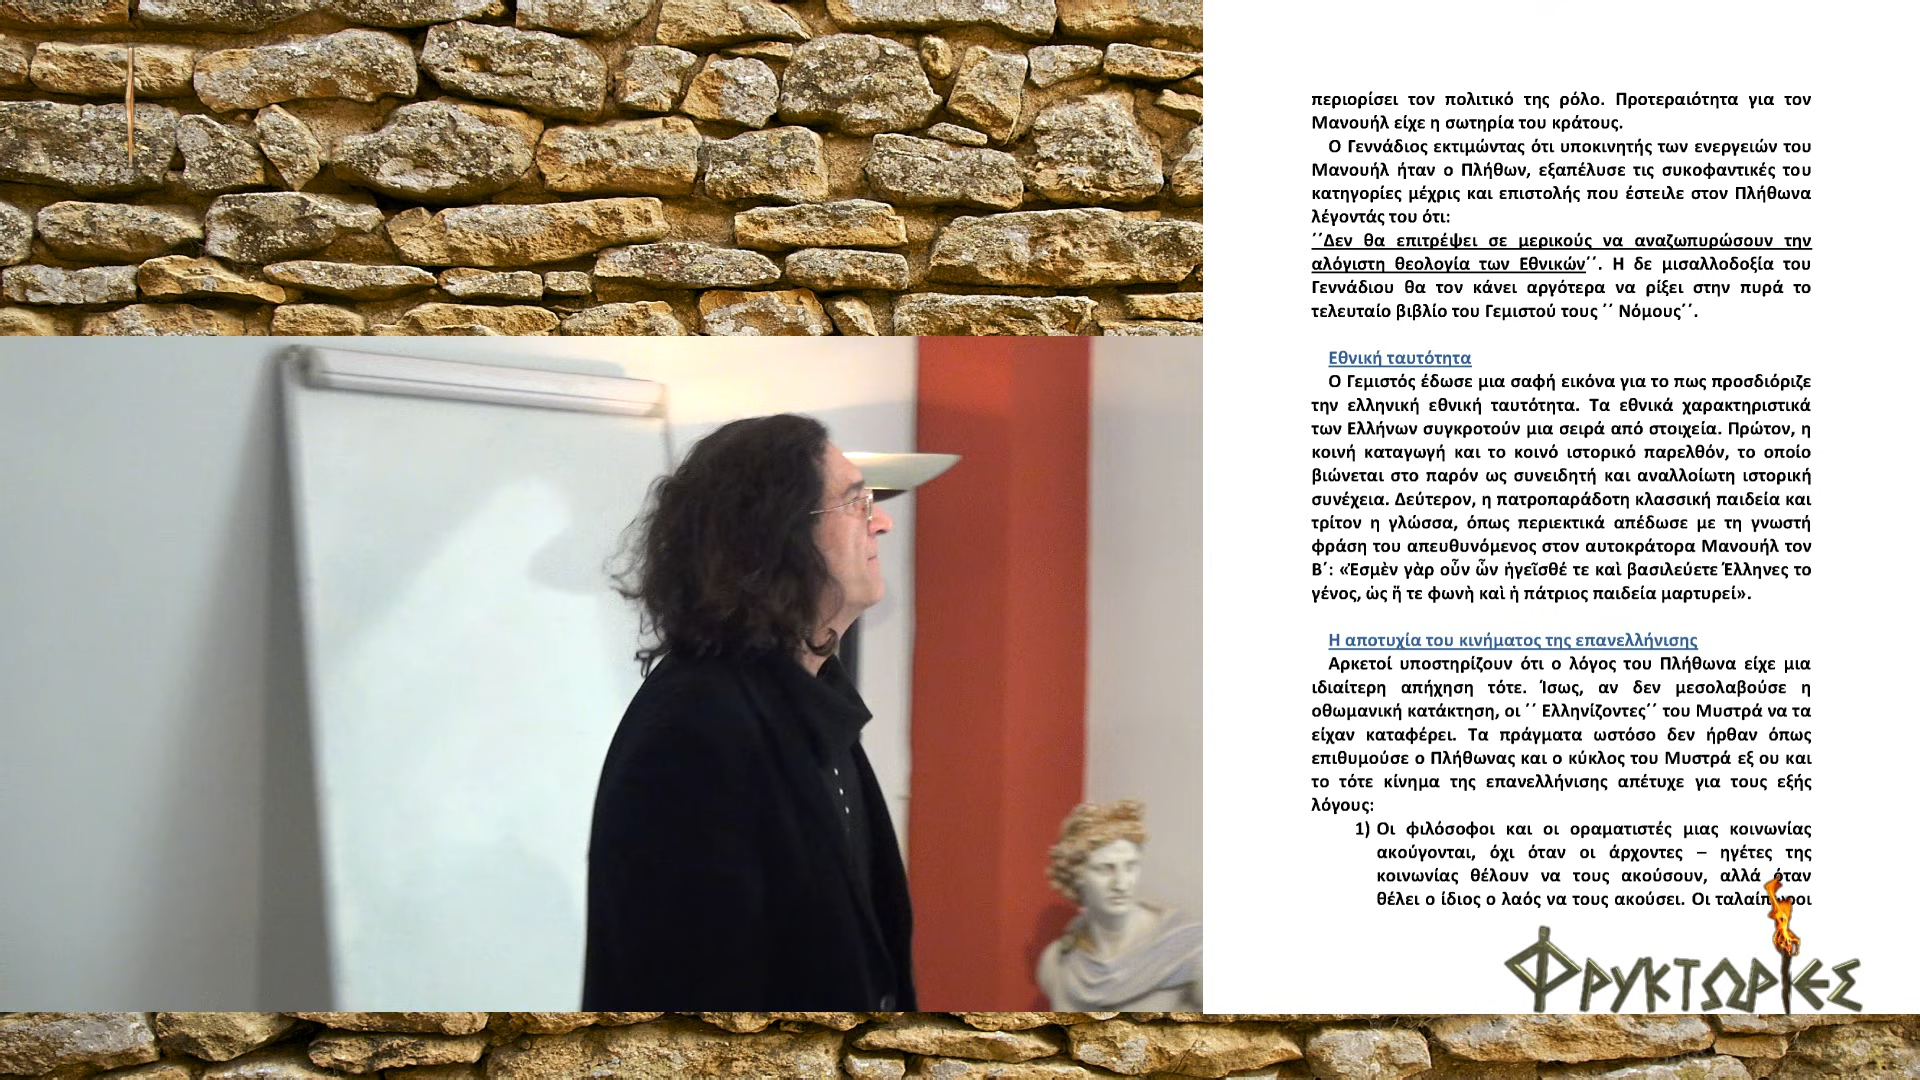 περιορίσει τον πολιτικό της ρόλο. Προτεραιότητα για τον
Μανουήλ είχε η σωτηρία του κράτους.
Ο Γεννάδιος εκτιμώντας ότι υποκινητής των ενεργειών του
Μανουήλ ήταν ο Πλήθων, εξαπέλυσε τις συκοφαντικές του
κατηγορίες μέχρις και επιστολής που έστειλε στον Πλήθωνα
λέγοντάς του ότι:
΄΄Δεν θα επιτρέψει σε μερικούς να αναζωπυρώσουν την
αλόγιστη θεολογία των Εθνικών΄΄. Η δε μισαλλοδοξία του
Γεννάδιου θα τον κάνει αργότερα να ρίξει στην πυρά το
τελευταίο βιβλίο του Γεμιστού τους ΄΄ Νόμους΄΄.
Εθνική ταυτότητα
Ο Γεμιστός έδωσε μια σαφή εικόνα για το πως προσδιόριζε
την ελληνική εθνική ταυτότητα. Τα εθνικά χαρακτηριστικά
των Ελλήνων συγκροτούν μια σειρά από στοιχεία. Πρώτον, η
κοινή καταγωγή και το κοινό ιστορικό παρελθόν, το οποίο
βιώνεται στο παρόν ως συνειδητή και αναλλοίωτη ιστορική
συνέχεια. Δεύτερον, η πατροπαράδοτη κλασσική παιδεία και
τρίτον η γλώσσα, όπως περιεκτικά απέδωσε με τη γνωστή
φράση του απευθυνόμενος στον αυτοκράτορα Μανουήλ τον
Β΄: «Ἐσμὲν γὰρ οὖν ὧν ἡγεῖσθέ τε καὶ βασιλεύετε Ἕλληνες το
γένος, ὡς ἥ τε φωνὴ καὶ ἡ πάτριος παιδεία μαρτυρεί».
Η αποτυχία του κινήματος της επανελλήνισης
Αρκετοί υποστηρίζουν ότι ο λόγος του Πλήθωνα είχε μια
ιδιαίτερη απήχηση τότε. Ίσως, αν δεν μεσολαβούσε η
οθωμανική κατάκτηση, οι ΄΄ Ελληνίζοντες΄΄ του Μυστρά να τα
είχαν καταφέρει. Τα πράγματα ωστόσο δεν ήρθαν όπως
επιθυμούσε ο Πλήθωνας και ο κύκλος του Μυστρά εξ ου και
το τότε κίνημα της επανελλήνισης απέτυχε για τους εξής
λόγους:
1) Οι φιλόσοφοι και οι οραματιστές μιας κοινωνίας
ακούγονται, όχι όταν οι άρχοντες – ηγέτες της
κοινωνίας θέλουν να τους ακούσουν, αλλά όταν
θέλει ο ίδιος ο λαός να τους ακούσει. Οι ταλαίπωροι
ΦΡΥΚΤΩΡΙΕΣ